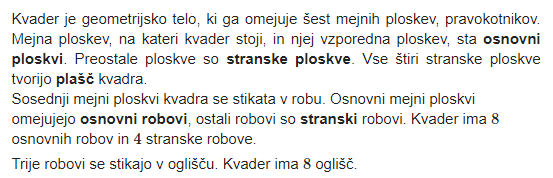 Kvader je geometrijsko telo, ki ga omejuje šest mejnih ploskev, pravokotnikov.
Mejna ploskev, na kateri kvader stoji, in njej vzporedna ploskev, sta osnovni
ploskvi. Preostale ploskve so stranske ploskve. Vse štiri stranske ploskve
tvorijo plašč kvadra.
Sosednji mejni ploskvi kvadra se stikata v robu. Osnovni mejni ploskvi
omejujejo osnovni robovi, ostali robovi so stranski robovi. Kvader ima 8
osnovnih robov in 4 stranske robove.
Trije robovi se stikajo v oglišču. Kvader ima 8 oglišč.